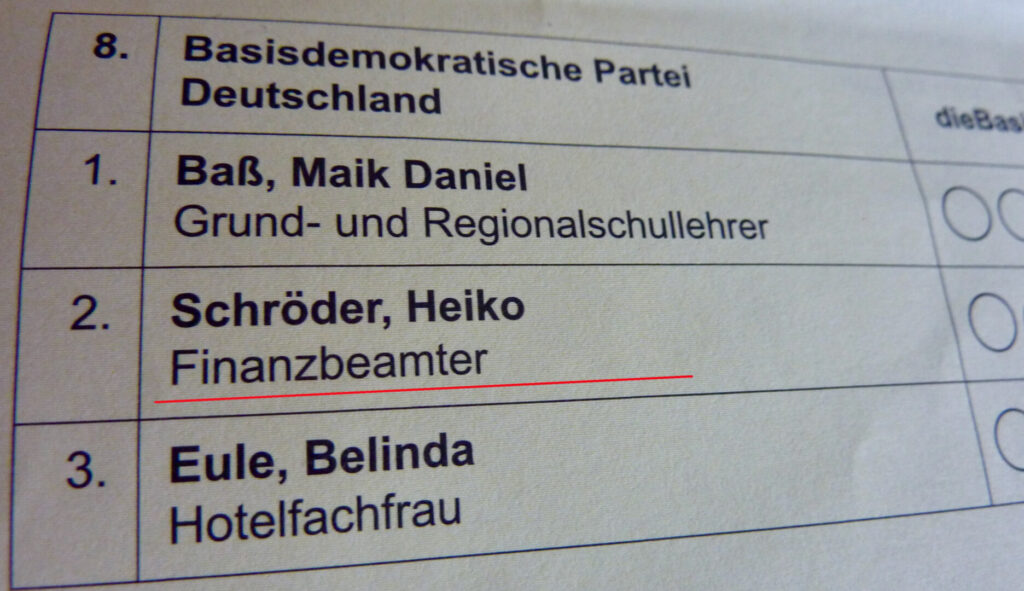 8. Basisdemokratische Partei
Deutschland
dieBasi
1. Baß, Maik Daniel
Grund- und Regionalschullehrer
2. Schröder, Heiko
Finanzbeamter
3. Eule, Belinda
Hotelfachfrau